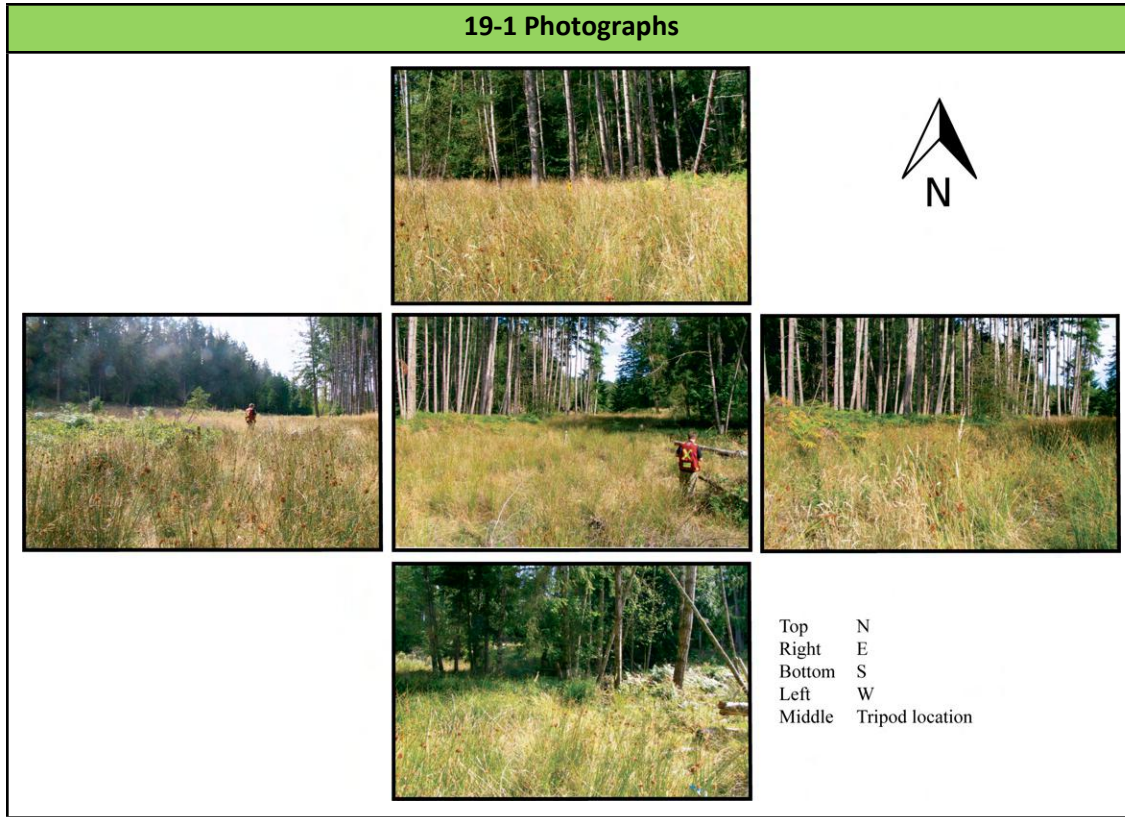 19-1 Photographs
N
Top N
Right E
Bottom S
Left W
Middle Tripod location